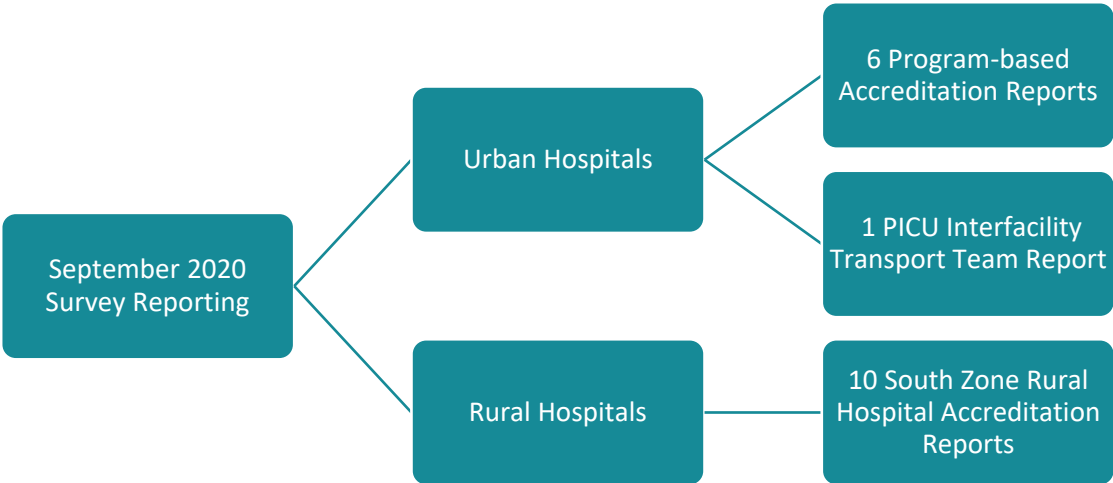 September 2020
Survey Reporting
Urban Hospitals
6 Program-based
Accreditation Reports
1 PICU Interfacility
Transport Team Report
Rural Hospitals
10 South Zone Rural
Hospital Accreditation
Reports